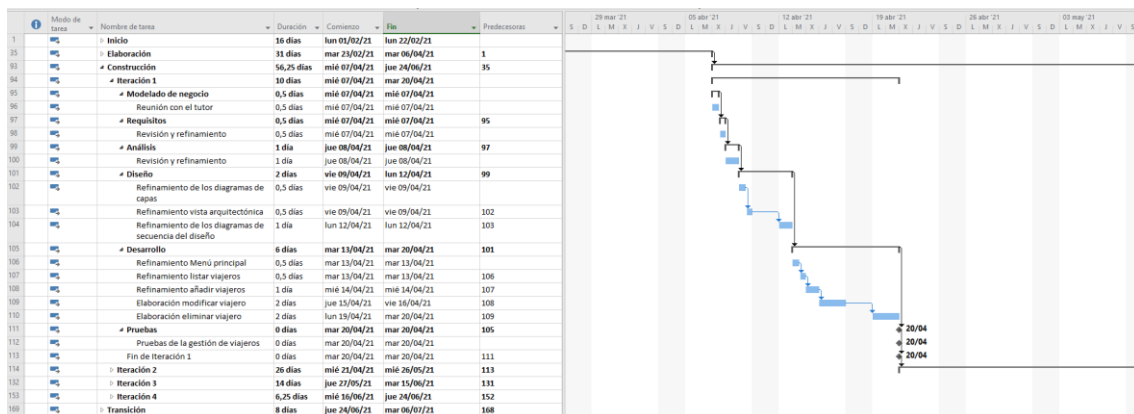 Modo de tarea Nombre de tarea Duración Comienzo Fin Predecesoras
29 mar '21 05 abr '21 12 abr '21 19 abr '21 26 abr '21 03 may '21
S D L M X J V S D L M X J V S D L M X J V S D L M X J V S D L M X J V S D L M X J V S
1 Inicio 16 días lun 01/02/21 lun 22/02/21
35 Elaboración 31 días mar 23/02/21 mar 06/04/21 1
93 Construcción 56,25 días mié 07/04/21 jue 24/06/21 35
94 Iteración 1 10 días mié 07/04/21 mar 20/04/21
95 Modelado de negocio 0,5 días mié 07/04/21 mié 07/04/21
96 Reunión con el tutor 0,5 días mié 07/04/21 mié 07/04/21
97 Requisitos 0,5 días mié 07/04/21 mié 07/04/21 95
98 Revisión y refinamiento 0,5 días mié 07/04/21 mié 07/04/21
99 Análisis 1 día jue 08/04/21 jue 08/04/21 97
100 Revisión y refinamiento 1 día jue 08/04/21 jue 08/04/21
101 Diseño 2 días vie 09/04/21 lun 12/04/21 99
102 Refinamiento de los diagramas de capas 0,5 días vie 09/04/21 vie 09/04/21
103 Refinamiento vista arquitectónica 0,5 días vie 09/04/21 vie 09/04/21 102
104 Refinamiento de los diagramas de secuencia del diseño 1 día lun 12/04/21 lun 12/04/21 103
105 Desarrollo 6 días mar 13/04/21 mar 20/04/21 101
106 Refinamiento Menú principal 0,5 días mar 13/04/21 mar 13/04/21
107 Refinamiento listar viajeros 0,5 días mar 13/04/21 mar 13/04/21 106
108 Refinamiento añadir viajeros 1 día mié 14/04/21 mié 14/04/21 107
109 Elaboración modificar viajero 2 días jue 15/04/21 vie 16/04/21 108
110 Elaboración eliminar viajero 2 días lun 19/04/21 mar 20/04/21 109
111 Pruebas 0 días mar 20/04/21 mar 20/04/21 105 20/04
112 Pruebas de la gestión de viajeros 0 días mar 20/04/21 mar 20/04/21 20/04
113 Fin de Iteración 1 0 días mar 20/04/21 mar 20/04/21 111 20/04
114 Iteración 2 26 días mié 21/04/21 mié 26/05/21 113
132 Iteración 3 14 días jue 27/05/21 mar 15/06/21 131
153 Iteración 4 6,25 días mié 16/06/21 jue 24/06/21 152
169 Transición 8 días jue 24/06/21 mar 06/07/21 168